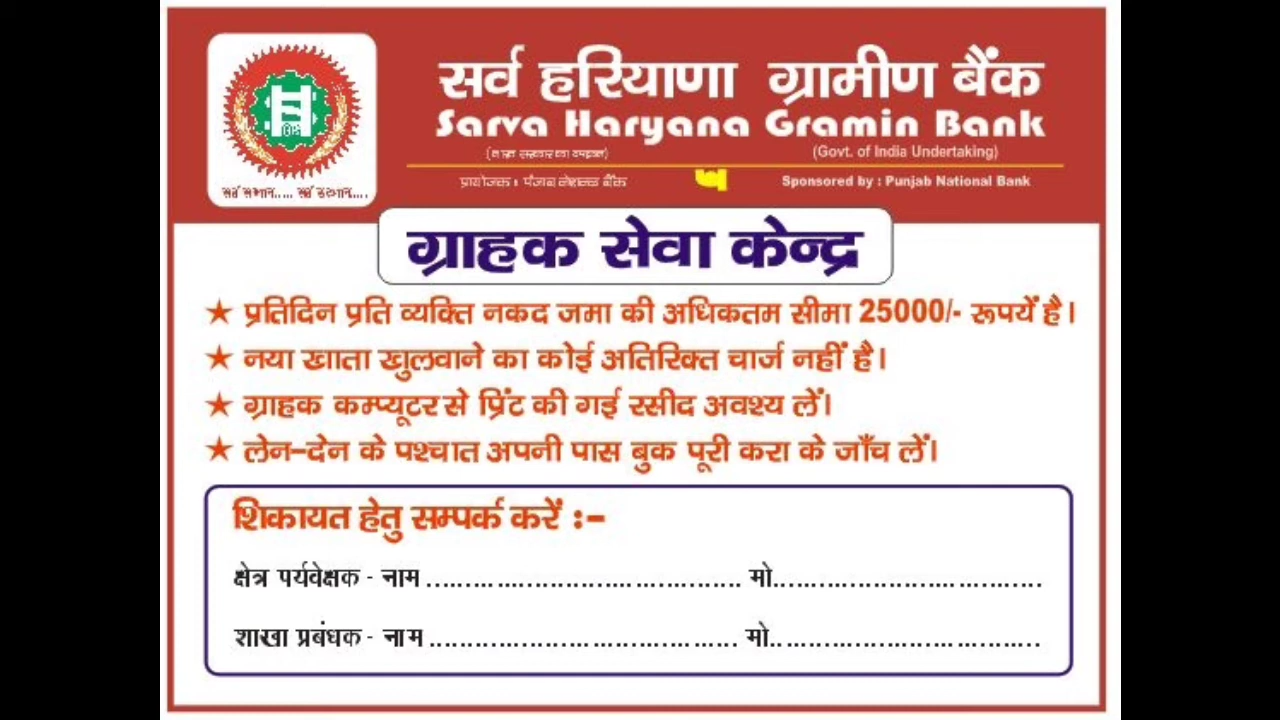 सर्व हरियाणा ग्रामीण बैंक
Sarva Haryana Gramin Bank
(Govt. of India Undertaking)
प्रायोजक : पंजाब नेशनल बैंक
Sponsored by : Punjab National Bank
ग्राहक सेवा केन्द्र
★ प्रतिदिन प्रति व्यक्ति नकद जमा की अधिकतम सीमा 25000/- रूपयें है।
★ नया खाता खुलवाने का कोई अतिरिक्त चार्ज नहीं है।
★ ग्राहक कम्प्यूटर से प्रिंट की गई रसीद अवश्य लें।
★ लेन-देन के पश्चात अपनी पास बुक पूरी करा के जाँच लें।
शिकायत हेतु सम्पर्क करें :-
क्षेत्र पर्यवेक्षक - नाम ........................................ मो...................................
शाखा प्रबंधक - नाम ........................................ मो...................................